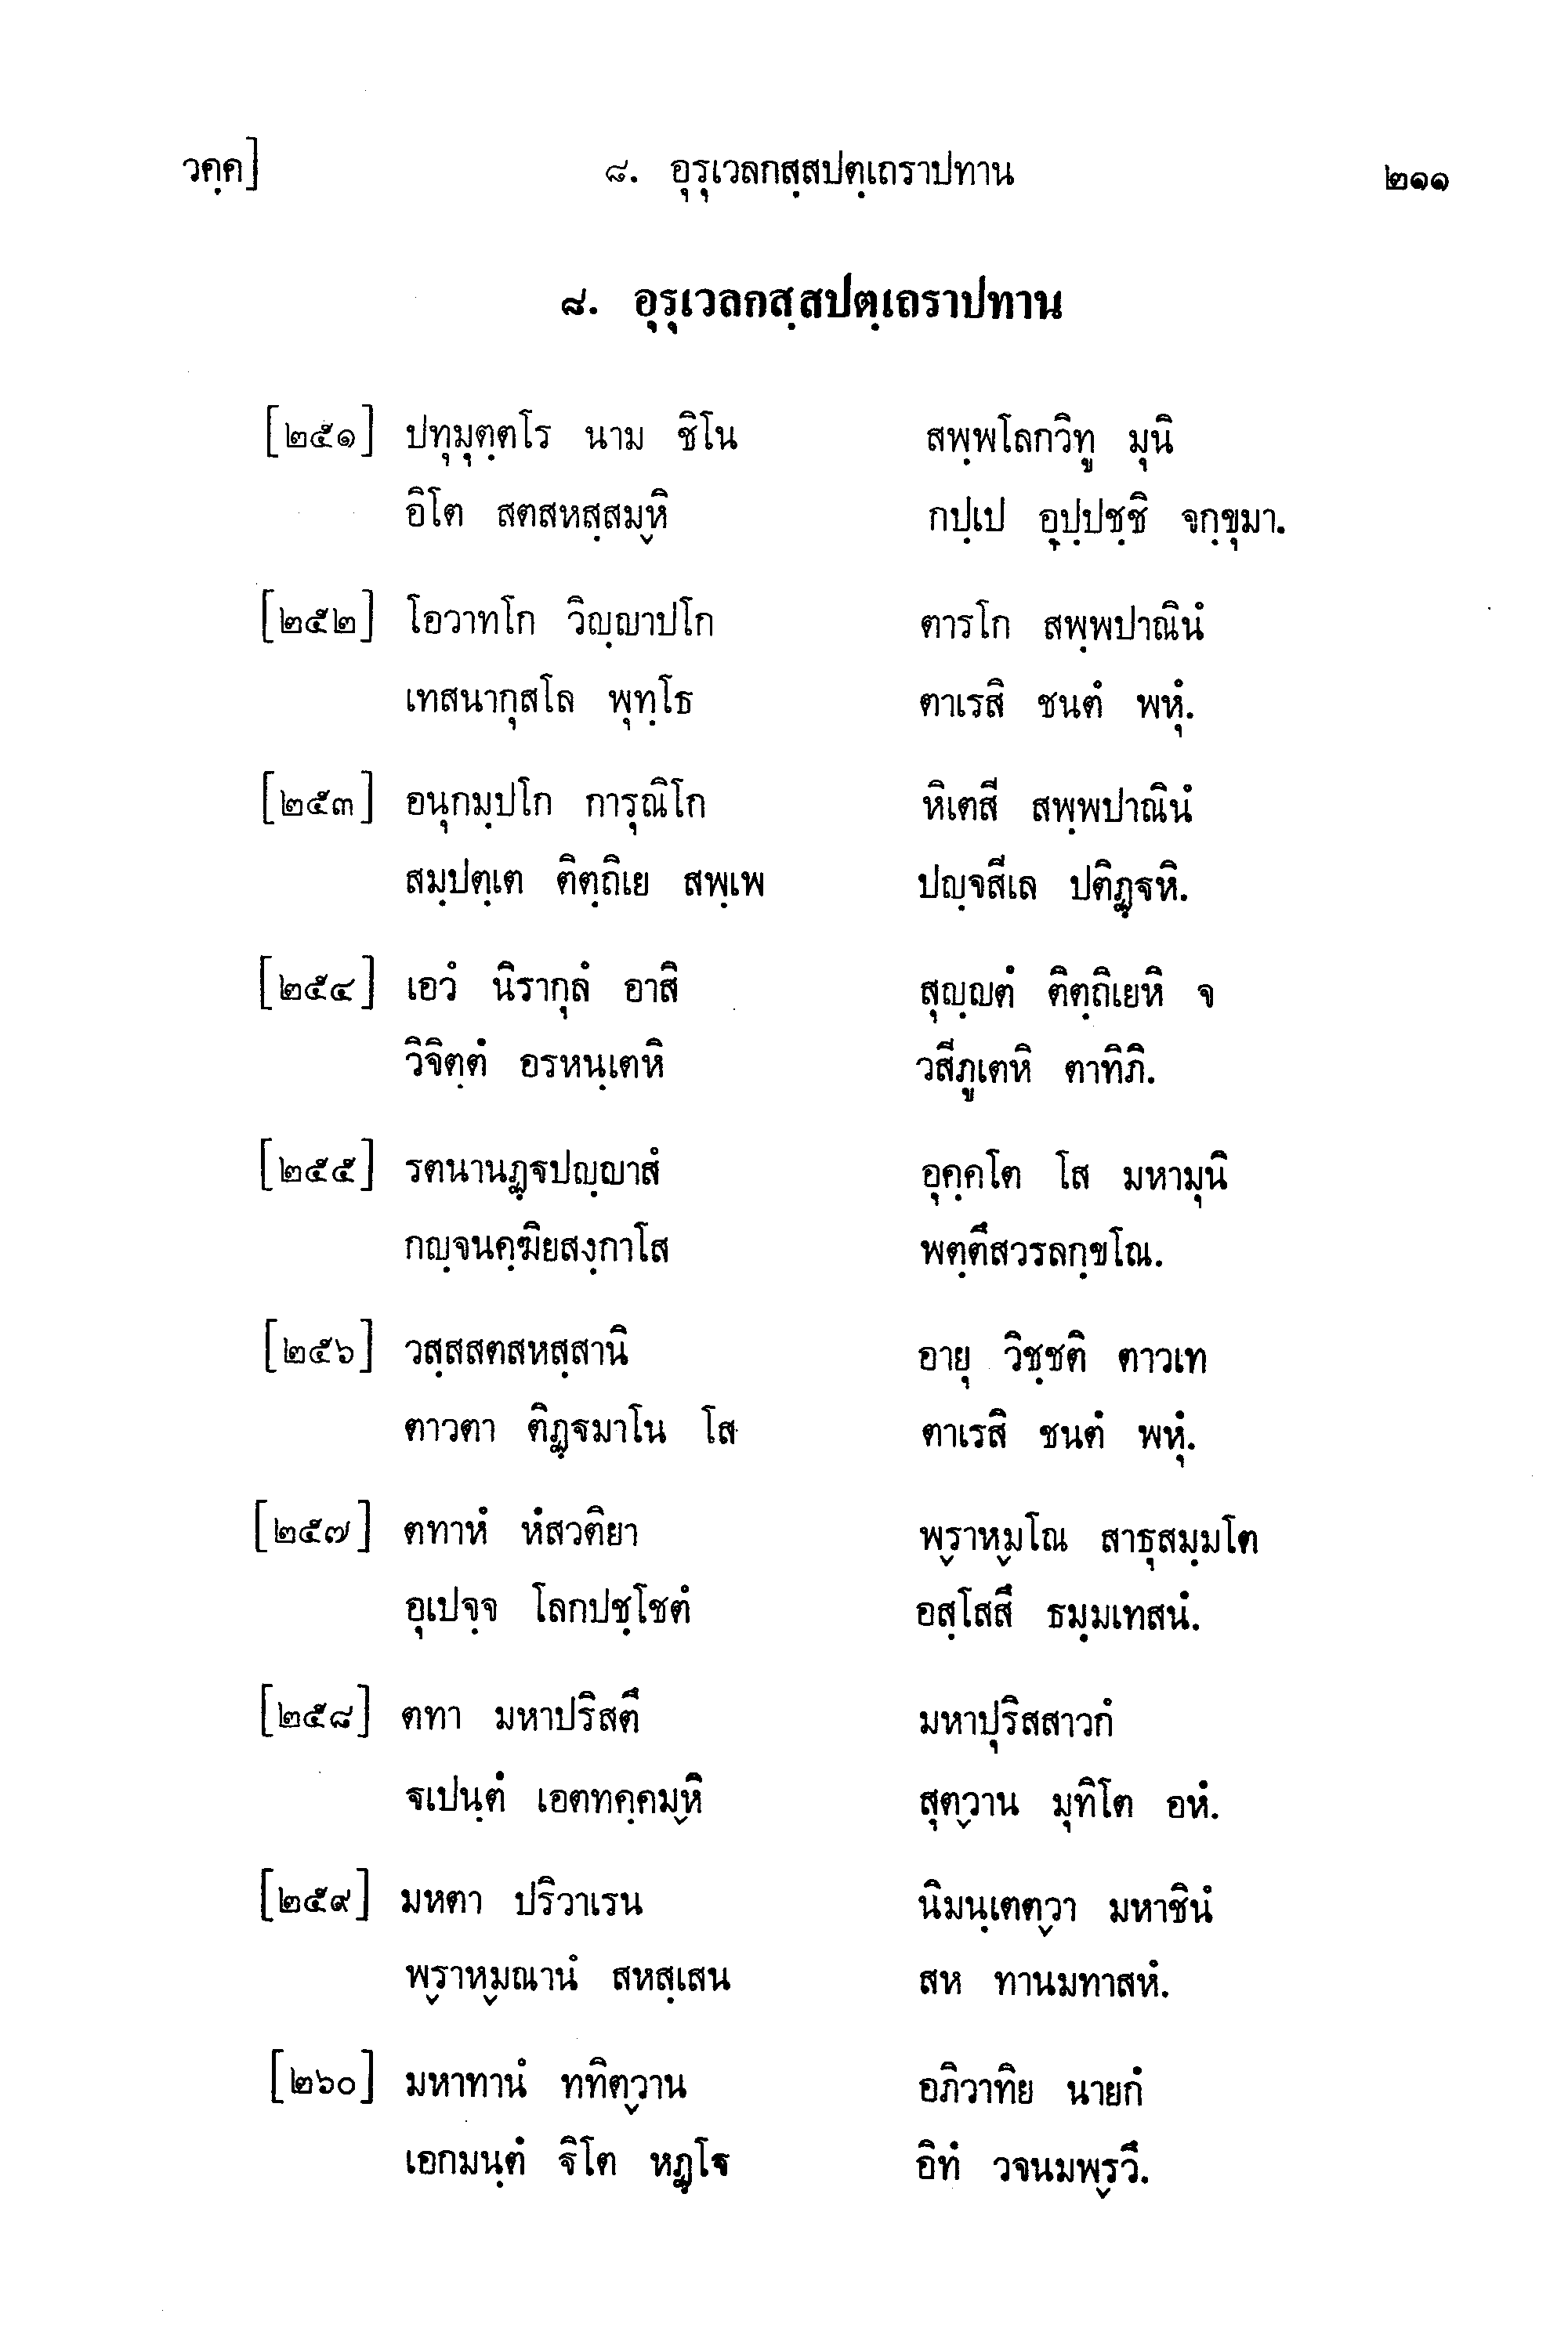 วคฺค] ๘. อุรุเวลกสฺสปตฺเถราปทาน ๒๑๑
๘. อุรุเวลกสฺสปตฺเถราปทาน
[๒๕๑] ปทุมุตฺตโร นาม ชิโน สพฺพโลกวิทู มุนิ
อิโต สตสหสฺสมฺหิ กปฺเป อุปฺปชฺชิ จกฺขุมา.
[๒๕๒] โอวาทโก วิญฺญาปโก ตารโก สพฺพปาณินํ
เทสนากุสโล พุทฺโธ ตาเรสิ ชนตํ พหุํ.
[๒๕๓] อนุกมฺปโก การุณิโก หิเตสี สพฺพปาณินํ
สมฺปตฺเต ติตฺถิเย สพฺเพ ปญฺจสีเล ปติฏฺฐหิ.
[๒๕๔] เอวํ นิรากุลํ อาสิ สุญฺญตํ ติตฺถิเยหิ จ
วิจิตฺตํ อรหนฺเตหิ วสีภูเตหิ ตาทิภิ.
[๒๕๕] รตนานฏฺฐปญฺญาสํ อุคฺคโต โส มหามุนิ
กญฺจนคฺฆิยสงฺกาโส พตฺตึสวรลกฺขโณ.
[๒๕๖] วสฺสสตสหสฺสานิ อายุ วิชฺชติ ตาวเท
ตาวตา ติฏฺฐมาโน โส ตาเรสิ ชนตํ พหุํ.
[๒๕๗] ตทาหํ หํสวติยา พฺราหฺมโณ สาธุสมฺมโต
อุเปจฺจ โลกปชฺโชตํ อสฺโสสึ ธมฺมเทสนํ.
[๒๕๘] ตทา มหาปริสตึ มหาปุริสสาวกํ
ฐเปนฺตํ เอตทคฺคมฺหิ สุตฺวาน มุทิโต อหํ.
[๒๕๙] มหตา ปริวาเรน นิมนฺเตตฺวา มหาชินํ
พฺราหฺมณานํ สหสฺเสน สห ทานมทาสหํ.
[๒๖๐] มหาทานํ ททิตฺวาน อภิวาทิย นายกํ
เอกมนฺตํ ฐิโต หฏฺโฐ อิทํ วจนมพฺรวึ.